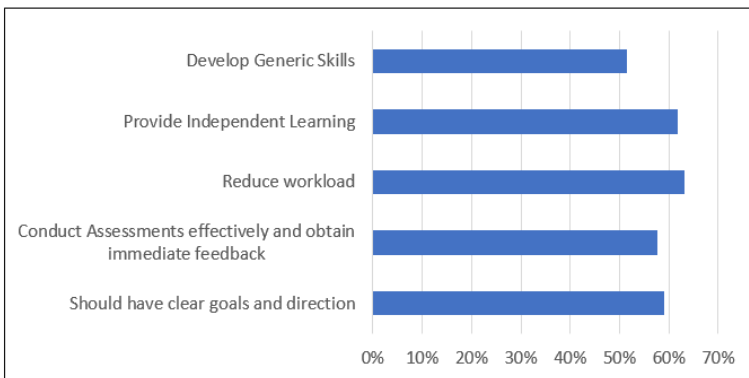 Develop Generic Skills
Provide Independent Learning
Reduce workload
Conduct Assessments effectively and obtain
immediate feedback
Should have clear goals and direction
0% 10% 20% 30% 40% 50% 60% 70%